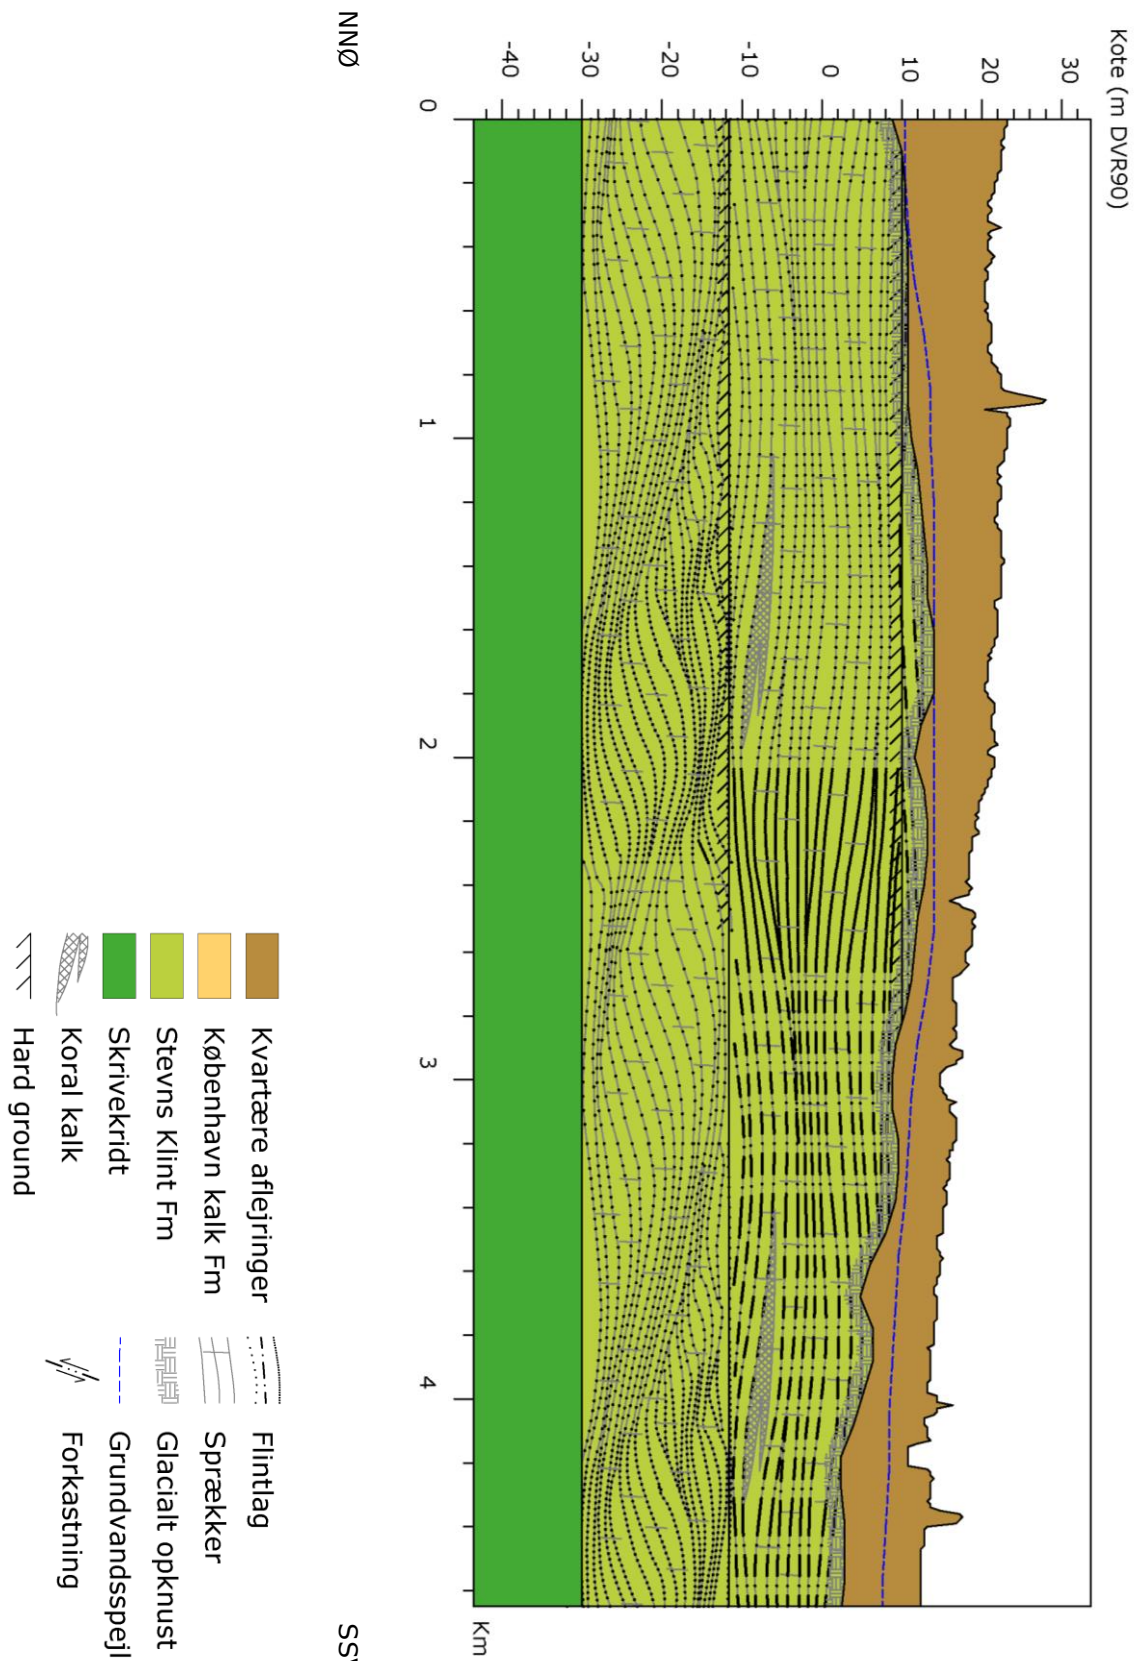 Kote (m DVR90)
30
20
10
0
-10
-20
-30
-40
0
1
2
3
4
Km
NNØ
Kvartære aflejringer
København kalk Fm
Stevns Klint Fm
Skrivekridt
Koral kalk
Hard ground
Flintlag
Sprækker
Glacialt opknust
Grundvandsspejl
Forkastning